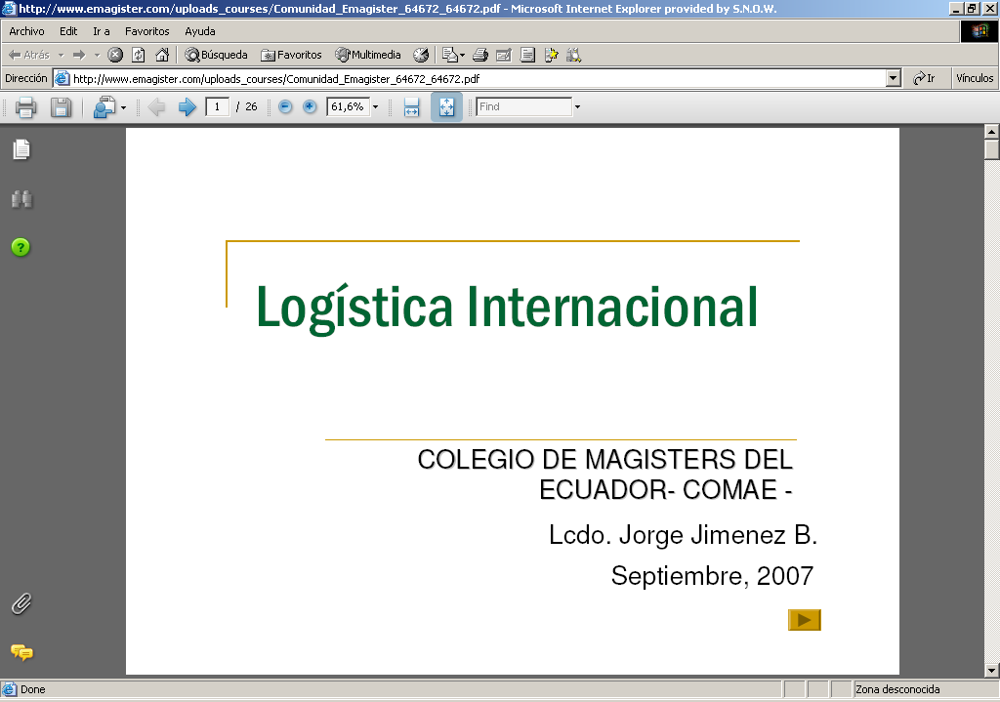 http://www.emagister.com/uploads_courses/Comunidad_Emagister_64672_64672.pdf - Microsoft Internet Explorer provided by S.N.O.W.
Archivo Edit Ir a Favoritos Ayuda
Atrás Búsqueda Favoritos Multimedia
Dirección http://www.emagister.com/uploads_courses/Comunidad_Emagister_64672_64672.pdf Ir Vínculos
1 / 26 61,6% Find
Logística Internacional
COLEGIO DE MAGISTERS DEL
ECUADOR- COMAE -
Lcdo. Jorge Jimenez B.
Septiembre, 2007
Done Zona desconocida